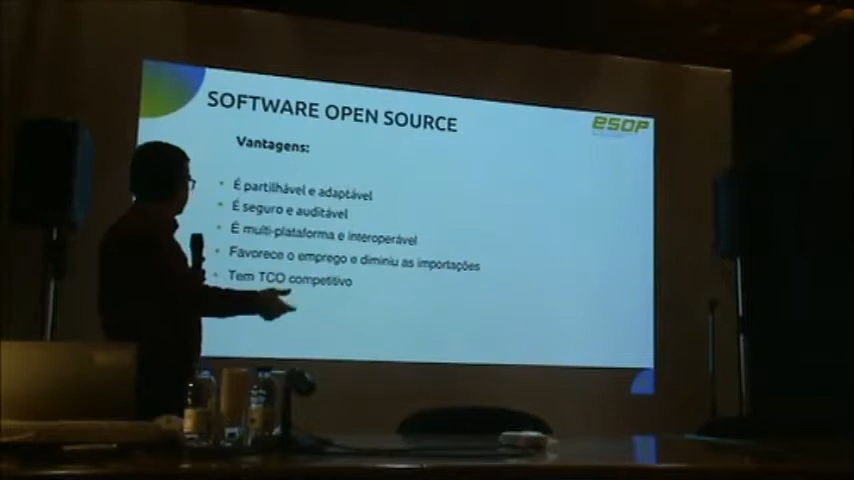 SOFTWARE OPEN SOURCE
esop
Vantagens:
É partilhável e adaptável
É seguro e auditável
É multi-plataforma e interoperável
Favorece o emprego e diminiu as importações
Tem TCO competitivo